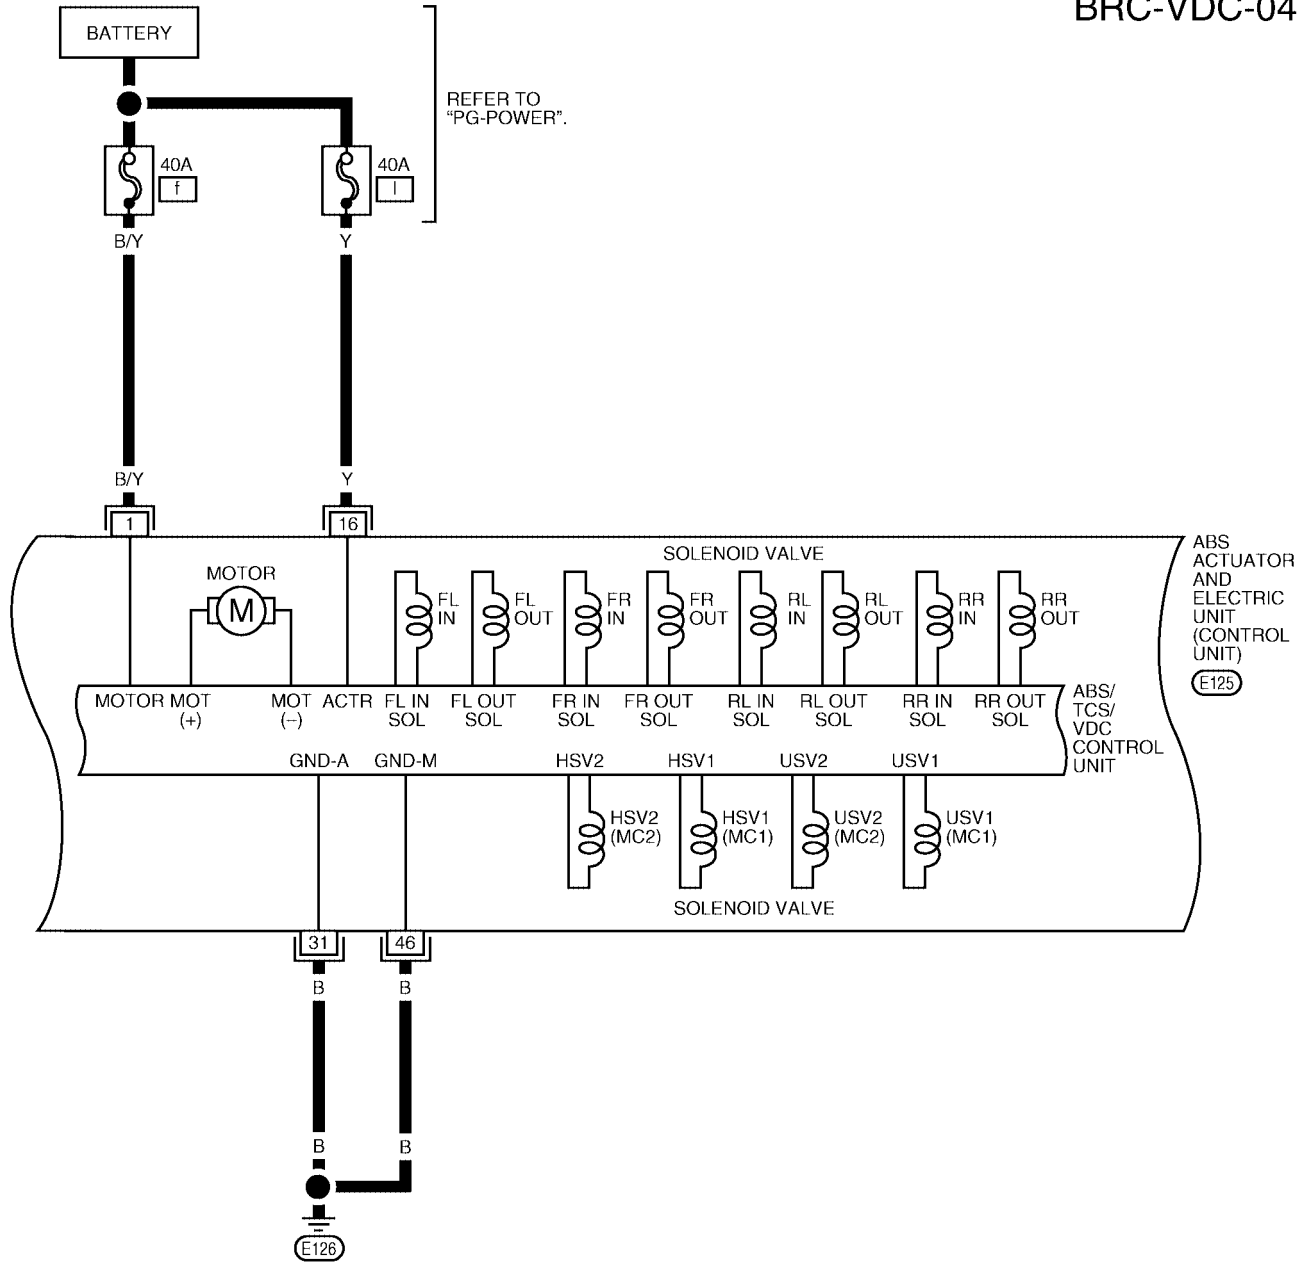 BRC-VDC-04
BATTERY
REFER TO
“PG-POWER”.
40A
f
40A
B/Y
Y
B/Y
Y
1
16
SOLENOID VALVE
MOTOR
M
FL
IN
FL
OUT
FR
IN
FR
OUT
RL
IN
RL
OUT
RR
IN
RR
OUT
ABS
ACTUATOR
AND
ELECTRIC
UNIT
(CONTROL
UNIT)
E125
MOTOR
MOT
(+)
MOT
(–)
ACTR
FL IN
SOL
FL OUT
SOL
FR IN
SOL
FR OUT
SOL
RL IN
SOL
RL OUT
SOL
RR IN
SOL
RR OUT
SOL
ABS/
TCS/
VDC
CONTROL
UNIT
GND-A
GND-M
HSV2
HSV1
USV2
USV1
HSV2
(MC2)
HSV1
(MC1)
USV2
(MC2)
USV1
(MC1)
SOLENOID VALVE
31
46
B
B
B
B
E126